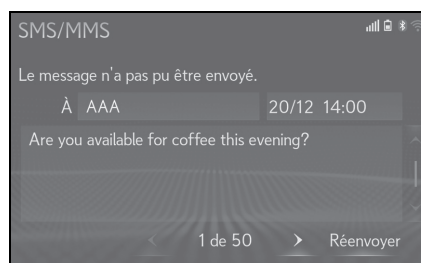 SMS/MMS
Le message n'a pas pu être envoyé.
À AAA 20/12 14:00
Are you available for coffee this evening?
1 de 50 Réenvoyer